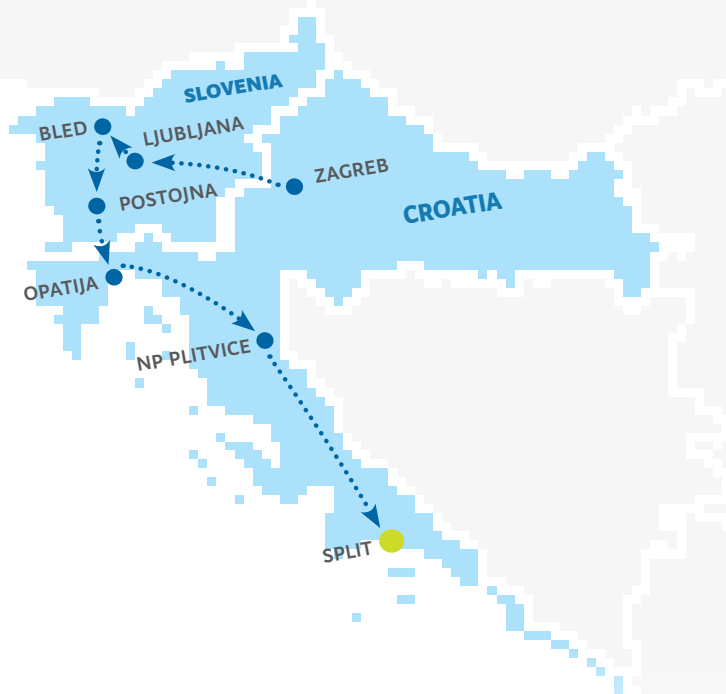 SLOVENIA
BLED
LJUBLJANA
ZAGREB
POSTOJNA
CROATIA
OPATIJA
NP PLITVICE
SPLIT